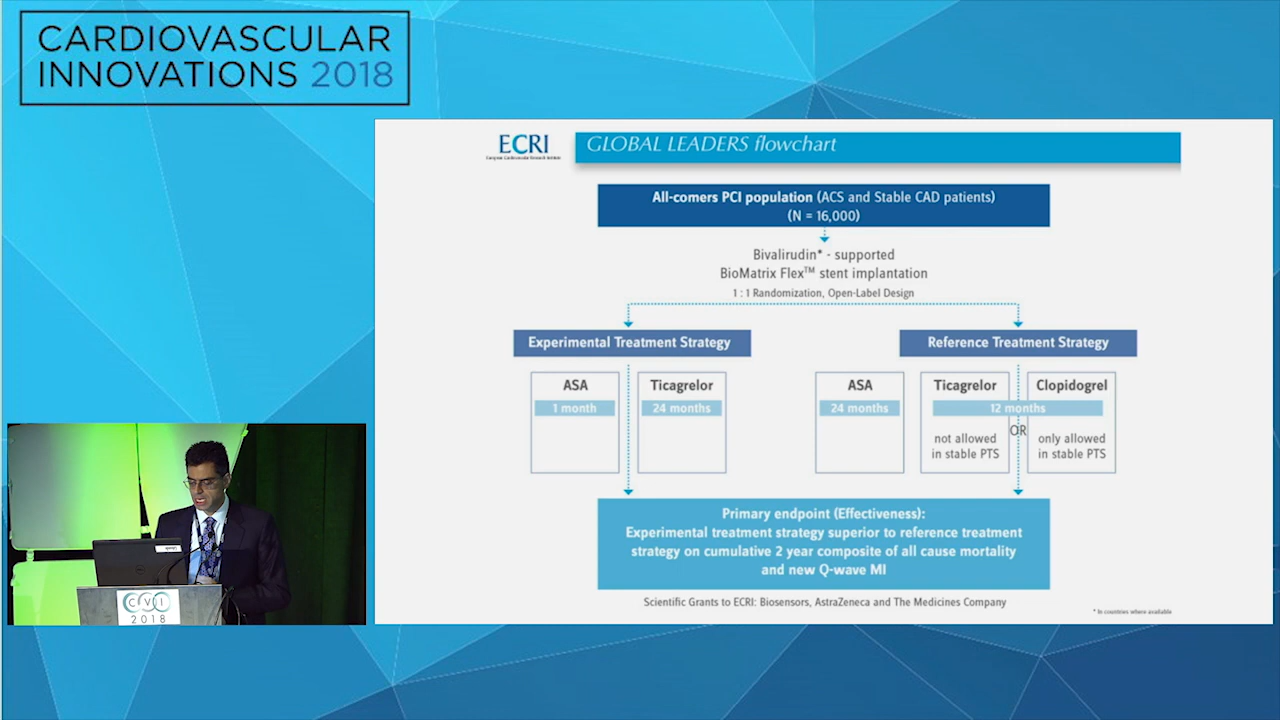 CARDIOVASCULAR
INNOVATIONS 2018
ECRI
European Cardiovascular Research Institute
GLOBAL LEADERS flowchart
All-comers PCI population (ACS and Stable CAD patients)
(N = 16,000)
Bivalirudin* - supported
BioMatrix Flex™ stent implantation
1 : 1 Randomization, Open-Label Design
Experimental Treatment Strategy
Reference Treatment Strategy
ASA
1 month
Ticagrelor
24 months
ASA
24 months
Ticagrelor
Clopidogrel
12 months
OR
not allowed
in stable PTS
only allowed
in stable PTS
Primary endpoint (Effectiveness):
Experimental treatment strategy superior to reference treatment
strategy on cumulative 2 year composite of all cause mortality
and new Q-wave MI
Scientific Grants to ECRI: Biosensors, AstraZeneca and The Medicines Company
* In countries where available
CVI
2018